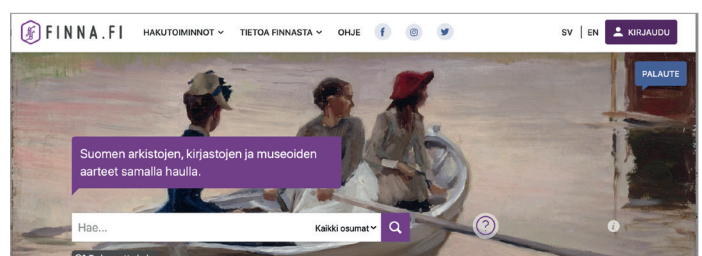 FINNA.FI HAKUTOIMINNOT TIETOA FINNASTA OHJE SV | EN KIRJAUDU
PALAUTE
Suomen arkistojen, kirjastojen ja museoiden
aarteet samalla haulla.
Hae... Kaikki osumat ?